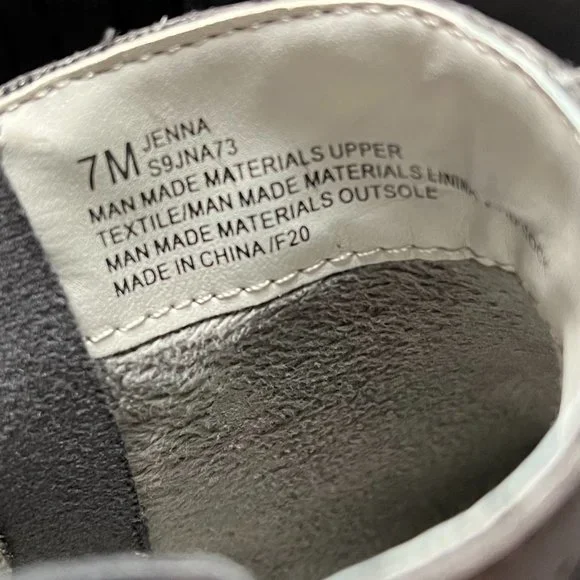 7M JENNA
S9JNA73
MAN MADE MATERIALS UPPER
TEXTILE/MAN MADE MATERIALS LINING
MAN MADE MATERIALS OUTSOLE
MADE IN CHINA /F20